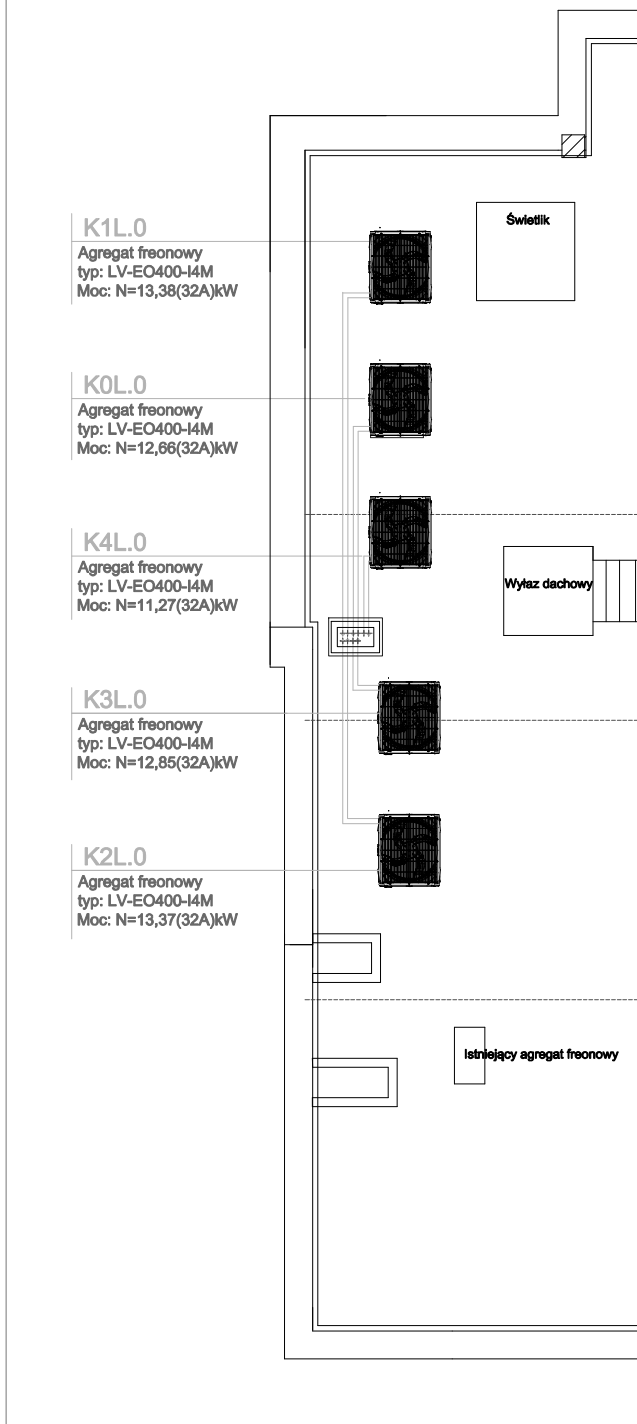 K1L.0
Agregat freonowy
typ: LV-EO400-I4M
Moc: N=13,38(32A)kW
Świetlik
K0L.0
Agregat freonowy
typ: LV-EO400-I4M
Moc: N=12,66(32A)kW
K4L.0
Agregat freonowy
typ: LV-EO400-I4M
Moc: N=11,27(32A)kW
Wyłaz dachowy
K3L.0
Agregat freonowy
typ: LV-EO400-I4M
Moc: N=12,85(32A)kW
K2L.0
Agregat freonowy
typ: LV-EO400-I4M
Moc: N=13,37(32A)kW
Istniejący agregat freonowy